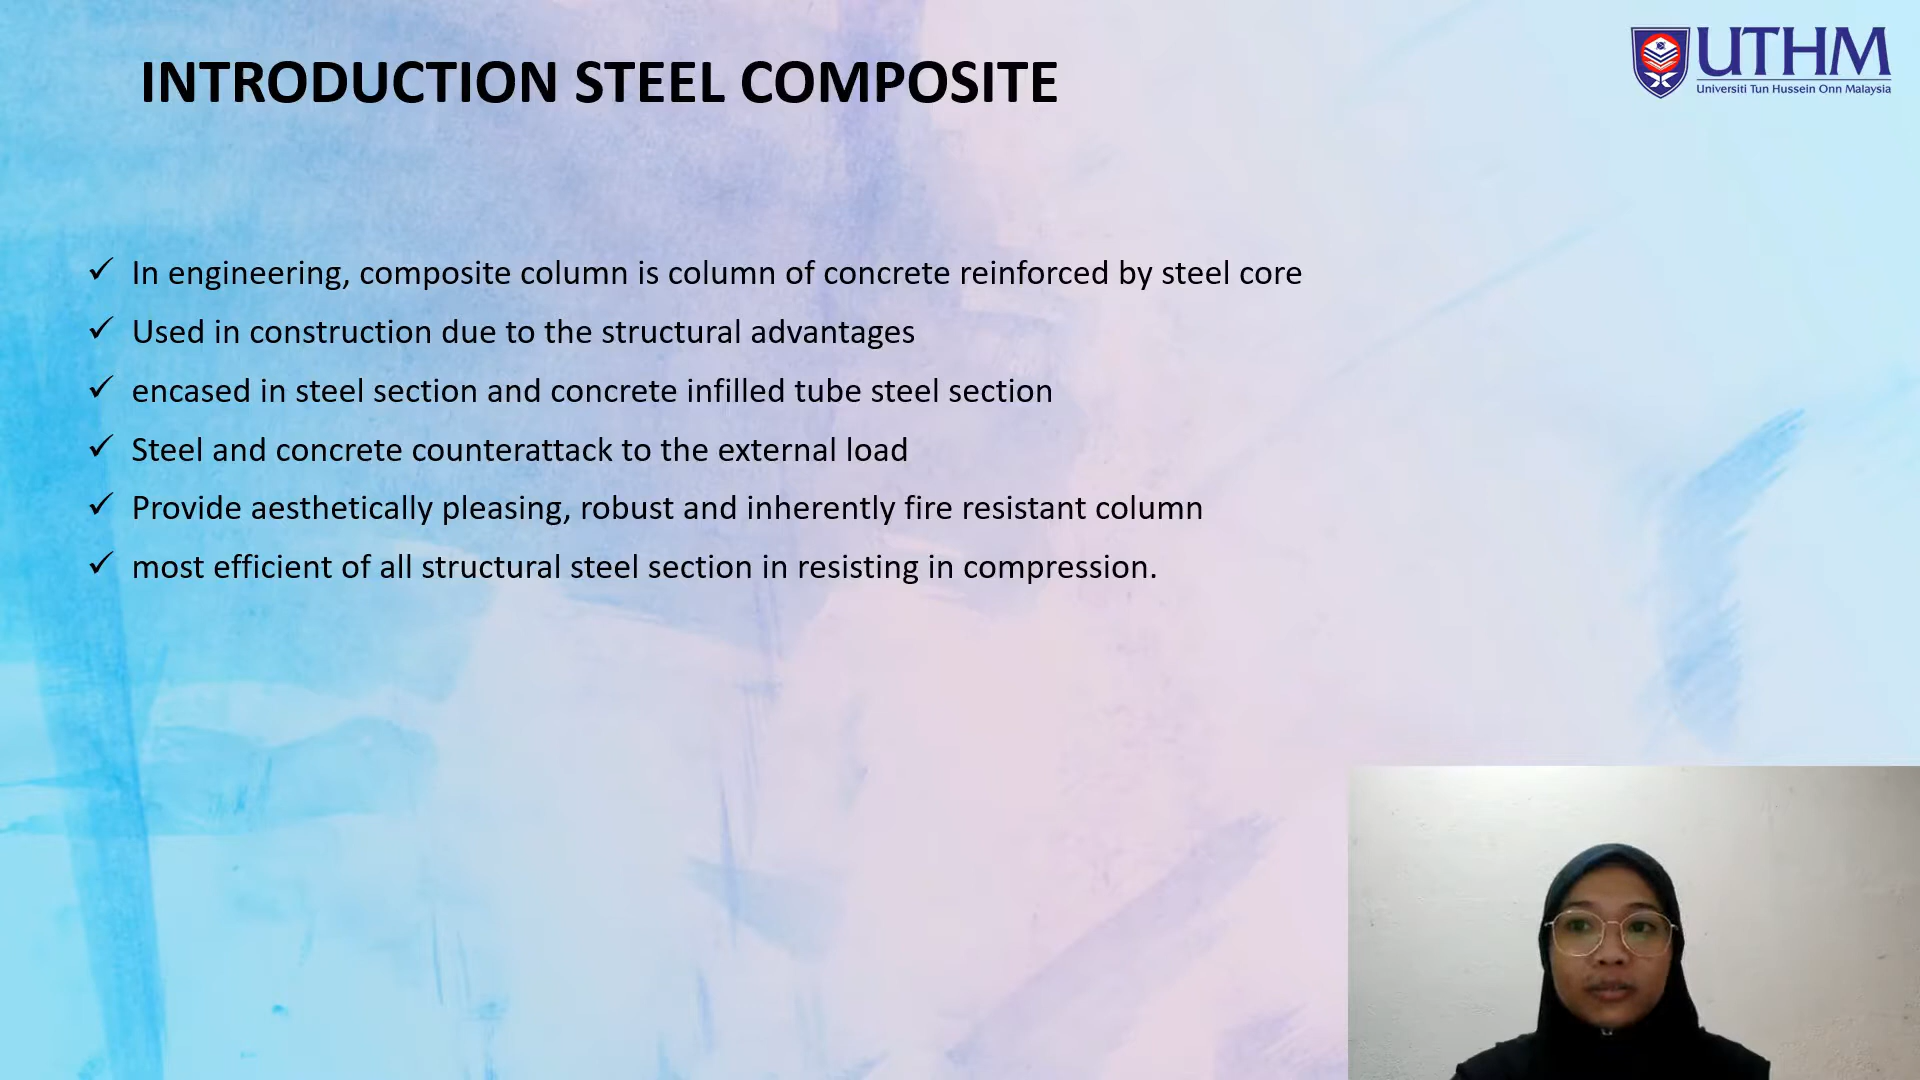 INTRODUCTION STEEL COMPOSITE
UTHM
Universiti Tun Hussein Onn Malaysia
✓ In engineering, composite column is column of concrete reinforced by steel core
✓ Used in construction due to the structural advantages
✓ encased in steel section and concrete infilled tube steel section
✓ Steel and concrete counterattack to the external load
✓ Provide aesthetically pleasing, robust and inherently fire resistant column
✓ most efficient of all structural steel section in resisting in compression.